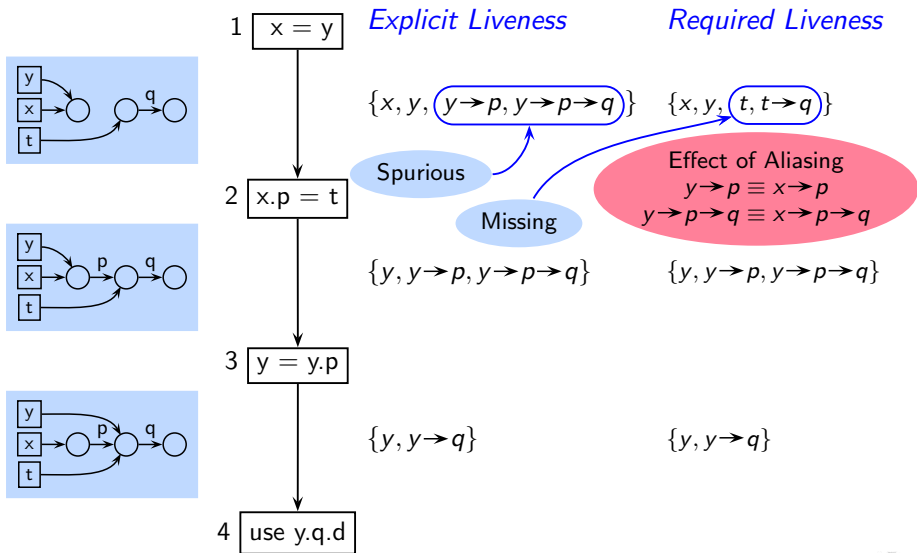 1 x = y
Explicit Liveness
Required Liveness
y
x
t
q
{x, y, y→p, y→p→q}
{x, y, t, t→q}
Spurious
Missing
Effect of Aliasing
y→p ≡ x→p
y→p→q ≡ x→p→q
2 x.p = t
y
x
t
p
q
{y, y→p, y→p→q}
{y, y→p, y→p→q}
3 y = y.p
y
x
t
p
q
{y, y→q}
{y, y→q}
4 use y.q.d